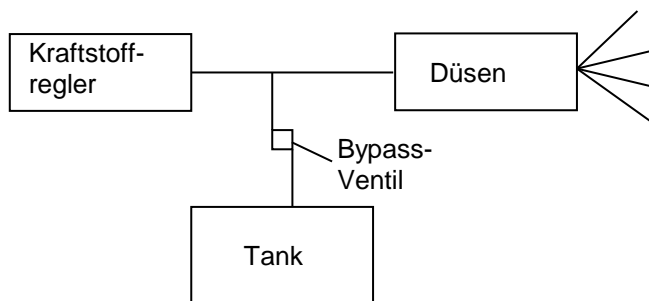 Kraftstoff-
regler
Düsen
Bypass-
Ventil
Tank